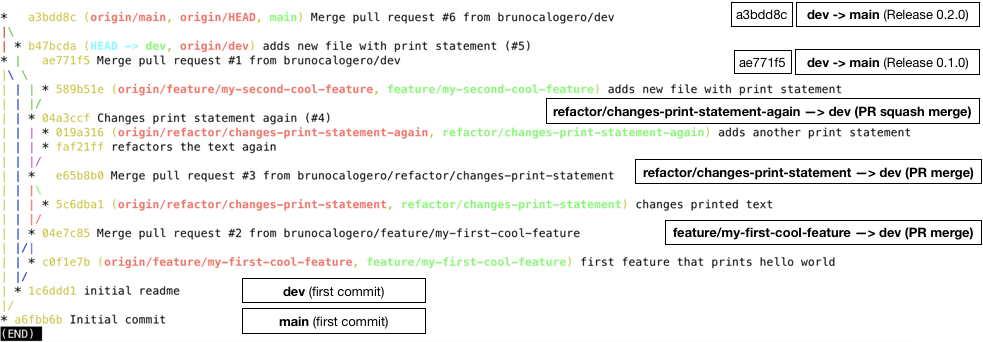 * a3bdd8c (origin/main, origin/HEAD, main) Merge pull request #6 from brunocalogero/dev
a3bdd8c
dev -> main (Release 0.2.0)
|\
| * b47bcda (HEAD -> dev, origin/dev) adds new file with print statement (#5)
* | ae771f5 Merge pull request #1 from brunocalogero/dev
ae771f5
dev -> main (Release 0.1.0)
|\ \
| | | * 589b51e (origin/feature/my-second-cool-feature, feature/my-second-cool-feature) adds new file with print statement
| | |/
| | * 04a3ccf Changes print statement again (#4)
refactor/changes-print-statement-again —> dev (PR squash merge)
| | | * 019a316 (origin/refactor/changes-print-statement-again, refactor/changes-print-statement-again) adds another print statement
| | | * faf21ff refactors the text again
| | |/
| | * e65b8b0 Merge pull request #3 from brunocalogero/refactor/changes-print-statement
refactor/changes-print-statement —> dev (PR merge)
| | |\
| | | * 5c6dba1 (origin/refactor/changes-print-statement, refactor/changes-print-statement) changes printed text
| | |/
| | * 04e7c85 Merge pull request #2 from brunocalogero/feature/my-first-cool-feature
feature/my-first-cool-feature —> dev (PR merge)
| |/|
| | * c0f1e7b (origin/feature/my-first-cool-feature, feature/my-first-cool-feature) first feature that prints hello world
| |/
| * 1c6ddd1 initial readme
dev (first commit)
|/
* a6fbb6b Initial commit
main (first commit)
(END)